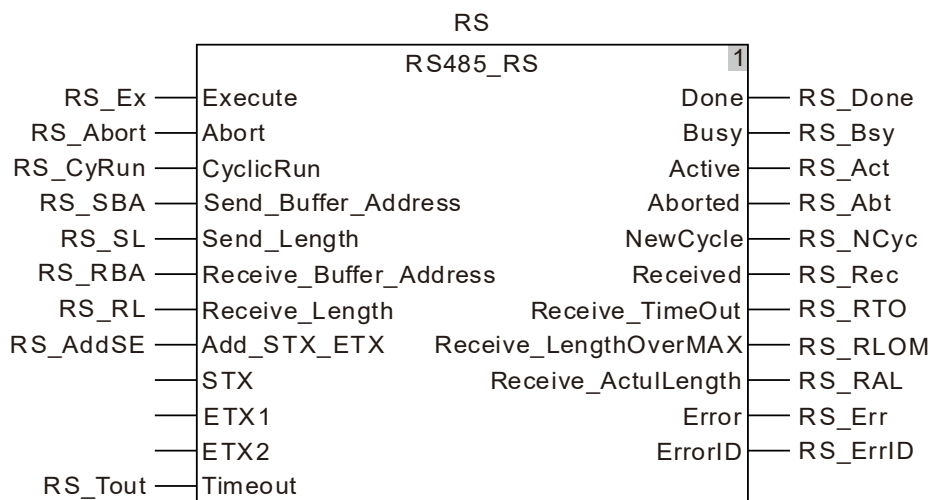 RS
RS485_RS 1
RS_Ex Execute Done RS_Done
RS_Abort Abort Busy RS_Bsy
RS_CyRun CyclicRun Active RS_Act
RS_SBA Send_Buffer_Address Aborted RS_Abt
RS_SL Send_Length NewCycle RS_NCyc
RS_RBA Receive_Buffer_Address Received RS_Rec
RS_RL Receive_Length Receive_TimeOut RS_RTO
RS_AddSE Add_STX_ETX Receive_LengthOverMAX RS_RLOM
STX Receive_ActulLength RS_RAL
ETX1 Error RS_Err
ETX2 ErrorID RS_ErrID
RS_Tout Timeout